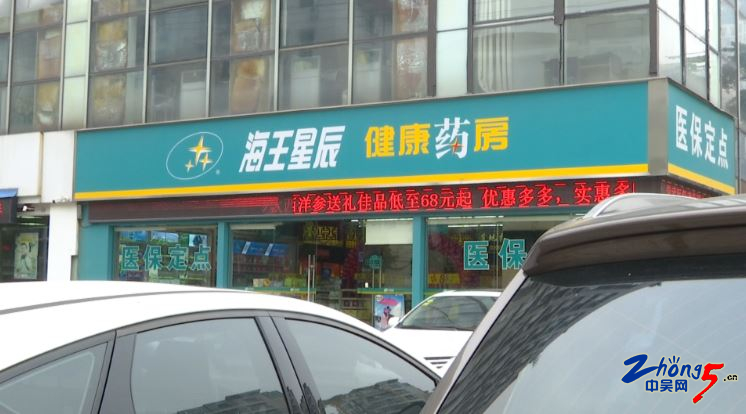 海王星辰 健康药房
医保定点
洋参送礼佳品低至68元起 优惠多多，实惠多
医保定点
医保
Zhong5.cn
中吴网